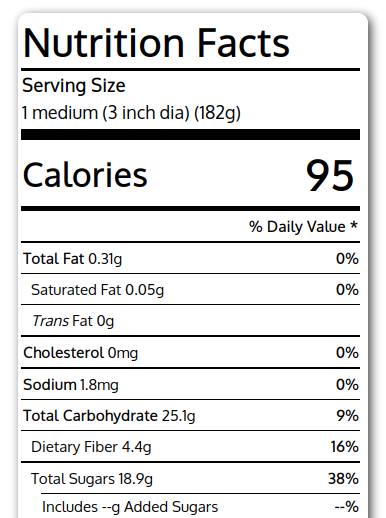 Nutrition Facts
Serving Size
1 medium (3 inch dia) (182g)
Calories 95
% Daily Value *
Total Fat 0.31g 0%
Saturated Fat 0.05g 0%
Trans Fat 0g
Cholesterol 0mg 0%
Sodium 1.8mg 0%
Total Carbohydrate 25.1g 9%
Dietary Fiber 4.4g 16%
Total Sugars 18.9g 38%
Includes --g Added Sugars --%